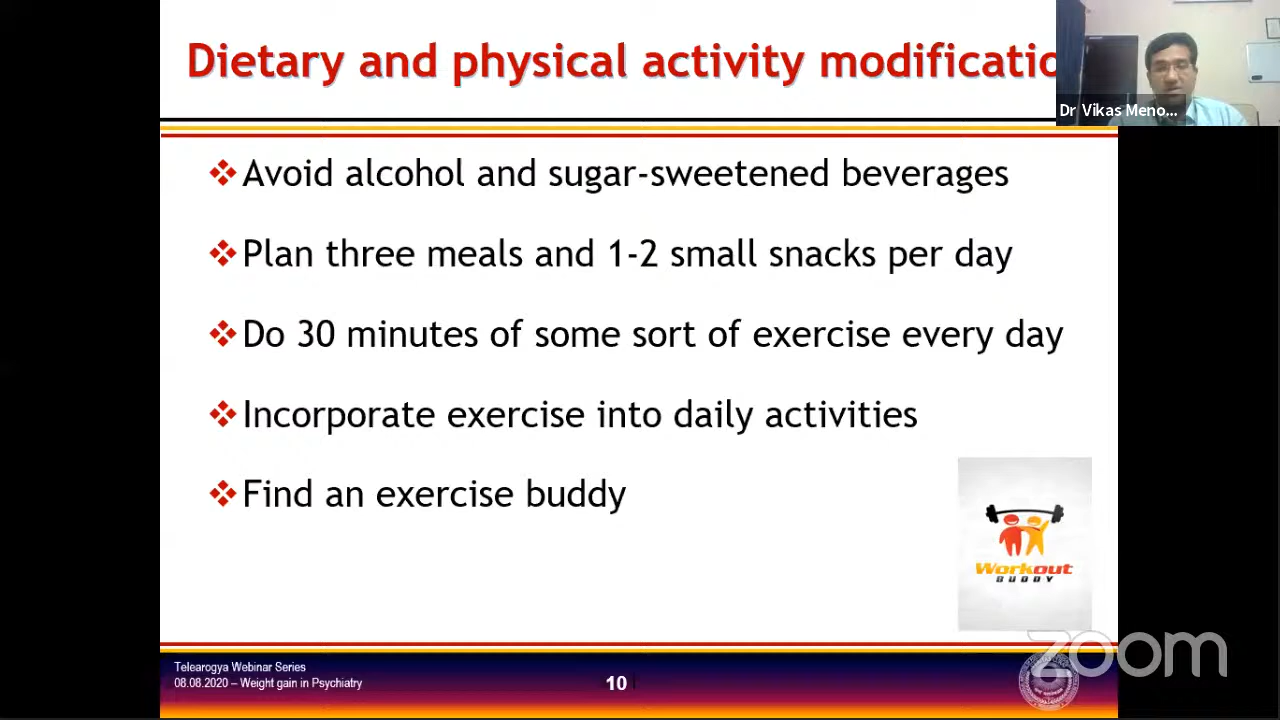 Dietary and physical activity modificatio
Dr Vikas Meno...
Avoid alcohol and sugar-sweetened beverages
Plan three meals and 1-2 small snacks per day
Do 30 minutes of some sort of exercise every day
Incorporate exercise into daily activities
Find an exercise buddy
Workout
BUDDY
Telearogya Webinar Series
08.08.2020 – Weight gain in Psychiatry
10
zoom